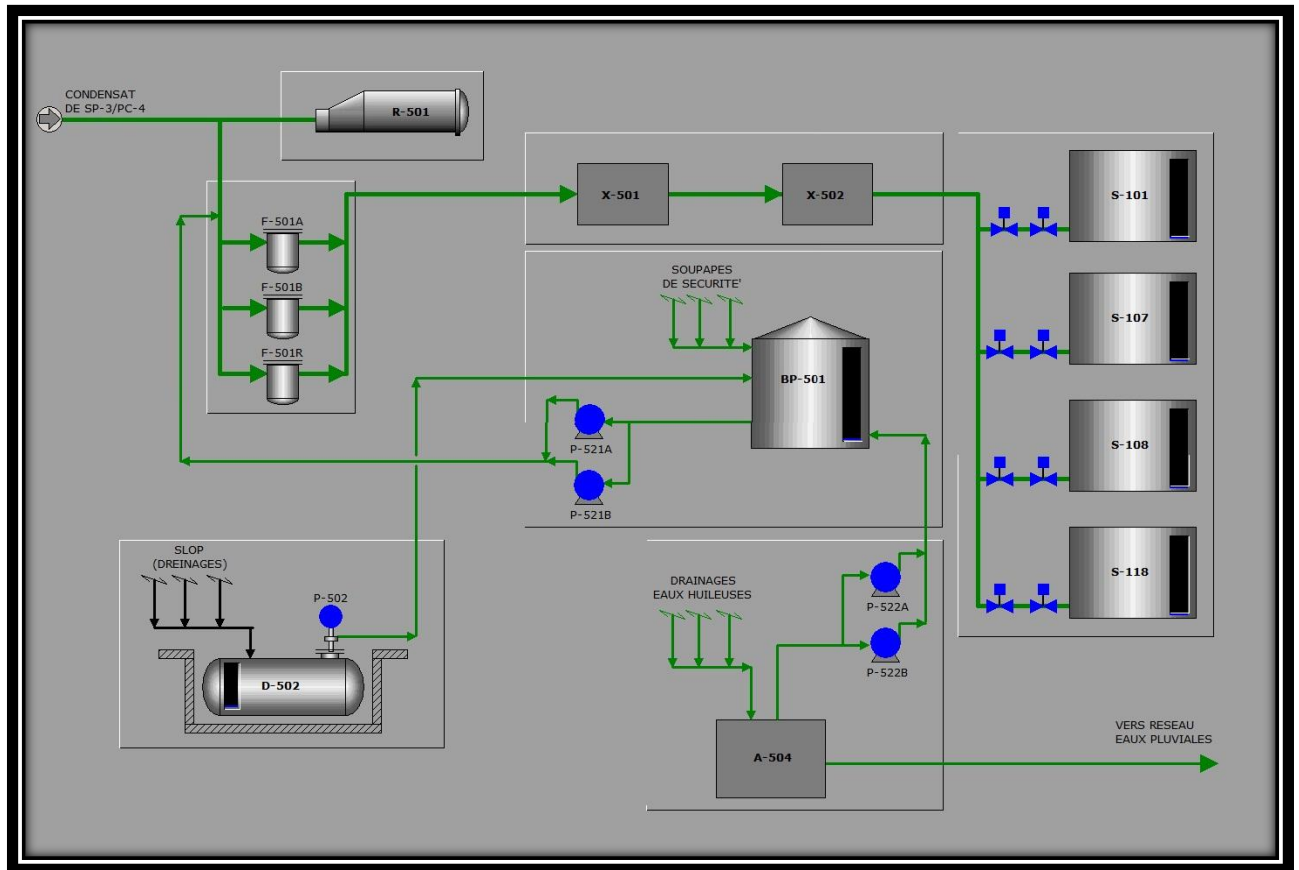 CONDENSAT
DE SP-3/PC-4
R-501
F-501A
F-501B
F-501R
X-501
X-502
S-101
S-107
S-108
S-118
SOUPAPES
DE SECURITE'
BP-501
P-521A
P-521B
SLOP
(DREINAGES)
P-502
D-502
DRAINAGES
EAUX HUILEUSES
P-522A
P-522B
A-504
VERS RESEAU
EAUX PLUVIALES